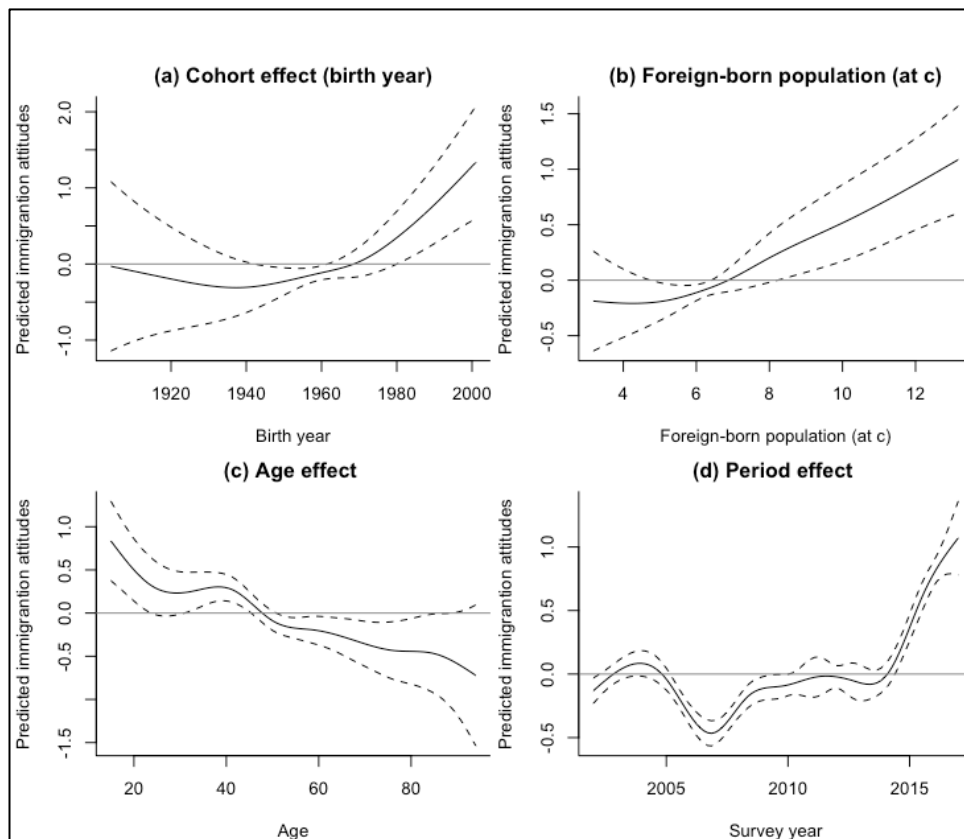 (a) Cohort effect (birth year)
Predicted immigrantion attitudes
2.0
1.0
0.0
-1.0
1920 1940 1960 1980 2000
Birth year
(b) Foreign-born population (at c)
Predicted immigrantion attitudes
1.5
1.0
0.5
0.0
-0.5
4 6 8 10 12
Foreign-born population (at c)
(c) Age effect
Predicted immigrantion attitudes
1.0
0.5
0.0
-0.5
-1.5
20 40 60 80
Age
(d) Period effect
Predicted immigrantion attitudes
1.0
0.5
0.0
-0.5
2005 2010 2015
Survey year